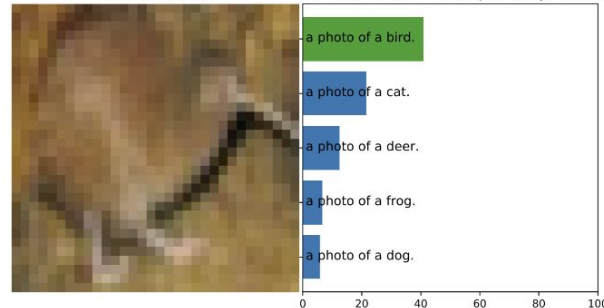 a photo of a bird.
a photo of a cat.
a photo of a deer.
a photo of a frog.
a photo of a dog.
0 20 40 60 80